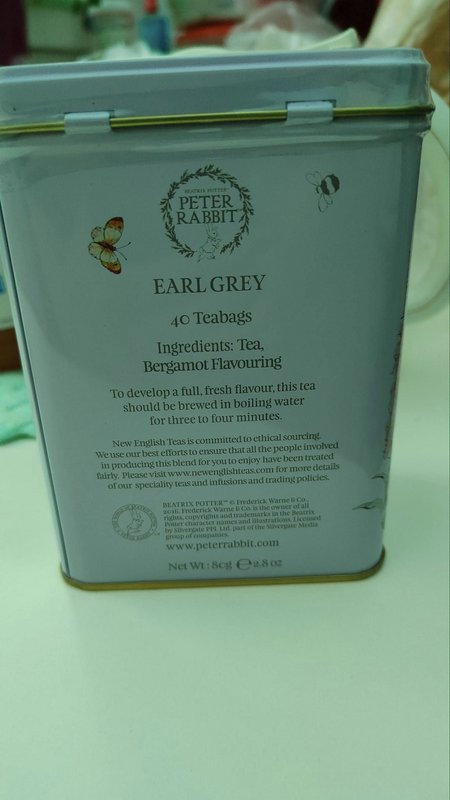 BEATRIX POTTER™
PETER
RABBIT
EARL GREY
40 Teabags
Ingredients: Tea,
Bergamot Flavouring
To develop a full, fresh flavour, this tea
should be brewed in boiling water
for three to four minutes.
New English Teas is committed to ethical sourcing.
We use our best efforts to ensure that all the people involved
in producing this blend for you to enjoy have been treated
fairly. Please visit www.newenglishteas.com for more details
of our speciality teas and infusions and trading policies.
BEATRIX POTTER™ © Frederick Warne & Co.,
2016. Frederick Warne & Co. is the owner of all
rights, copyrights and trademarks in the Beatrix
Potter character names and illustrations. Licensed
by Silvergate PPL Ltd, part of the Silvergate Media
group of companies.
www.peterrabbit.com
Net Wt : 80g ℮ 2.8 oz